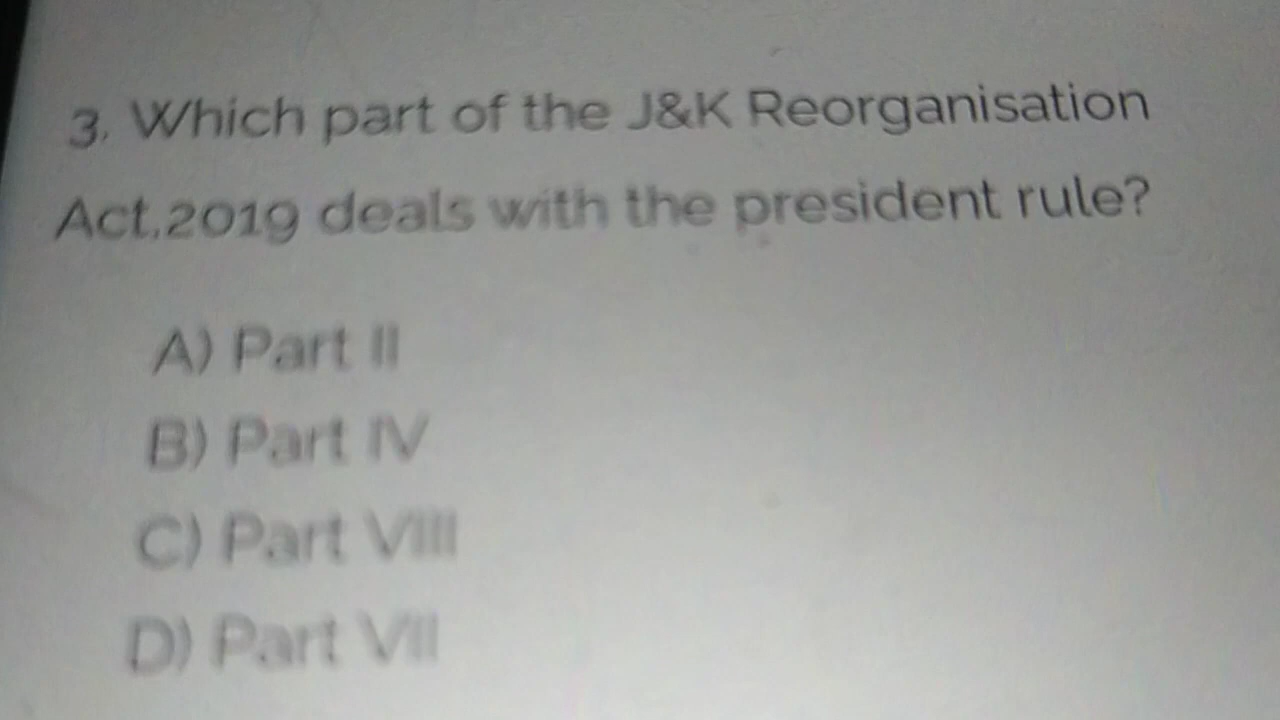 3. Which part of the J&K Reorganisation
Act,2019 deals with the president rule?
A) Part II
B) Part IV
C) Part VIII
D) Part VII